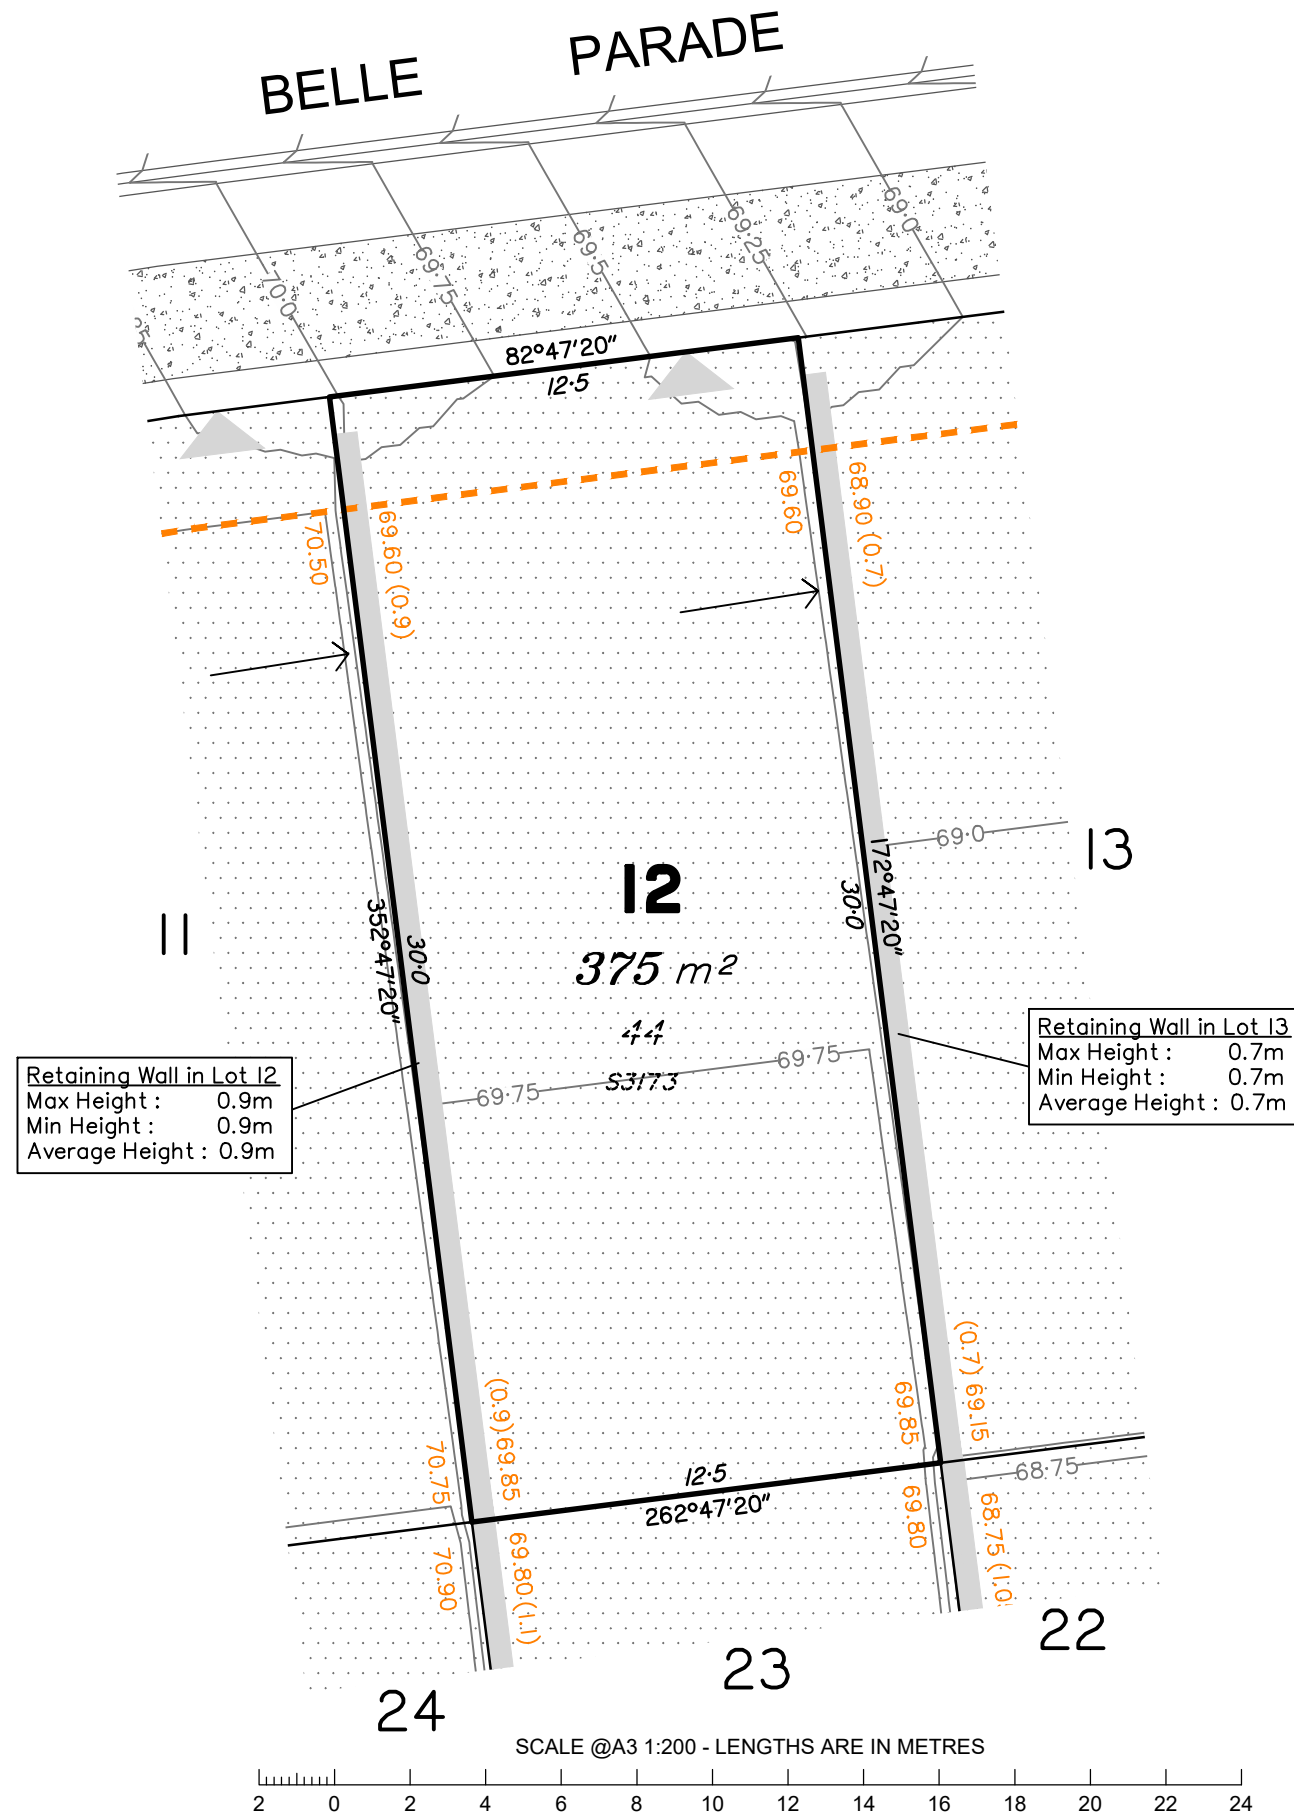 BELLE PARADE
69.0
69.25
69.5
69.75
70.0
82°47'20"
12.5
70.50
69.60 (0.9)
69.60
68.90 (0.7)
69.0
13
12
11
352°47'20"
30.0
30.0
172°47'20"
375 m²
44
S3173
69.75
69.75
Retaining Wall in Lot 13
Max Height : 0.7m
Min Height : 0.7m
Average Height : 0.7m
Retaining Wall in Lot 12
Max Height : 0.9m
Min Height : 0.9m
Average Height : 0.9m
(0.7) 69.15
69.85
(0.9) 69.85
70.75
12.5
262°47'20"
68.75
69.80
68.75 (1.0
70.90
69.80 (1.1)
22
23
24
SCALE @A3 1:200 - LENGTHS ARE IN METRES
2 0 2 4 6 8 10 12 14 16 18 20 22 24